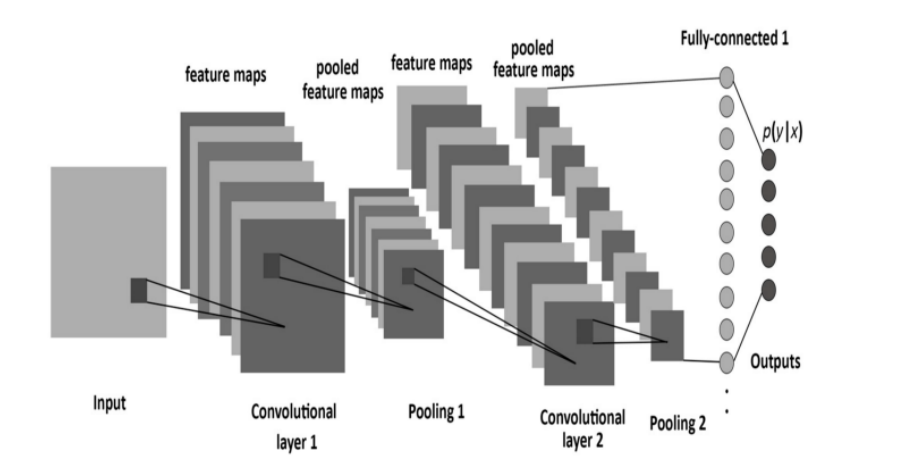 Fully-connected 1
pooled
feature maps
feature maps
pooled
feature maps
feature maps
p(y|x)
Outputs
Input
Convolutional
layer 1
Pooling 1
Convolutional
layer 2
Pooling 2